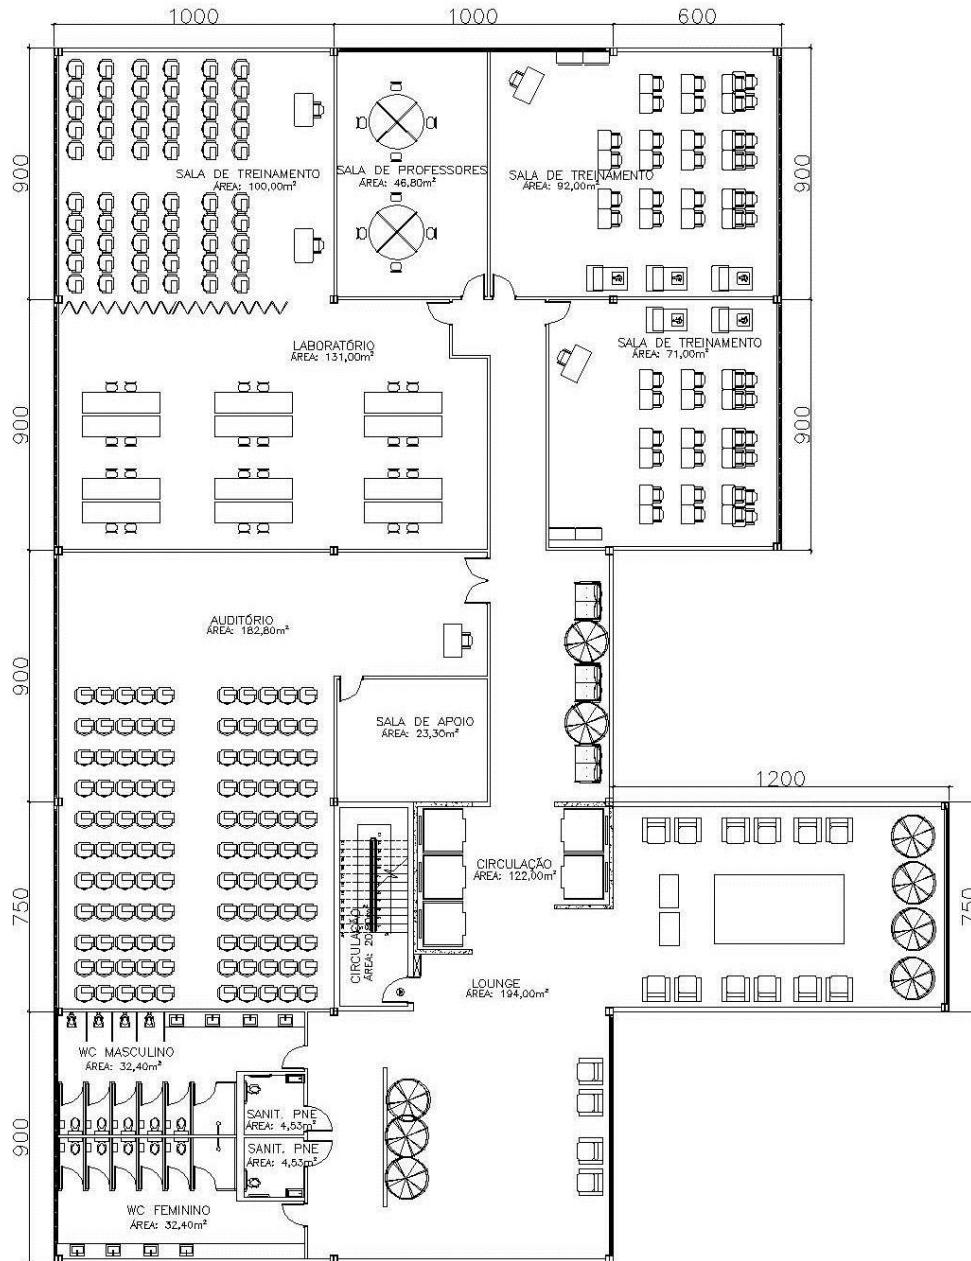 1000
1000
600
900
900
SALA DE TREINAMENTO
ÁREA: 100,00m²
SALA DE PROFESSORES
ÁREA: 46,80m²
SALA DE TREINAMENTO
ÁREA: 92,00m²
LABORATÓRIO
ÁREA: 131,00m²
SALA DE TREINAMENTO
ÁREA: 71,00m²
900
900
AUDITÓRIO
ÁREA: 182,80m²
900
SALA DE APOIO
ÁREA: 23,30m²
1200
CIRCULAÇÃO
ÁREA: 122,00m²
750
750
CIRCULAÇÃO
LOUNGE
ÁREA: 194,00m²
WC MASCULINO
ÁREA: 32,40m²
SANIT. PNE
ÁREA: 4,53m²
900
SANIT. PNE
ÁREA: 4,53m²
WC FEMININO
ÁREA: 32,40m²